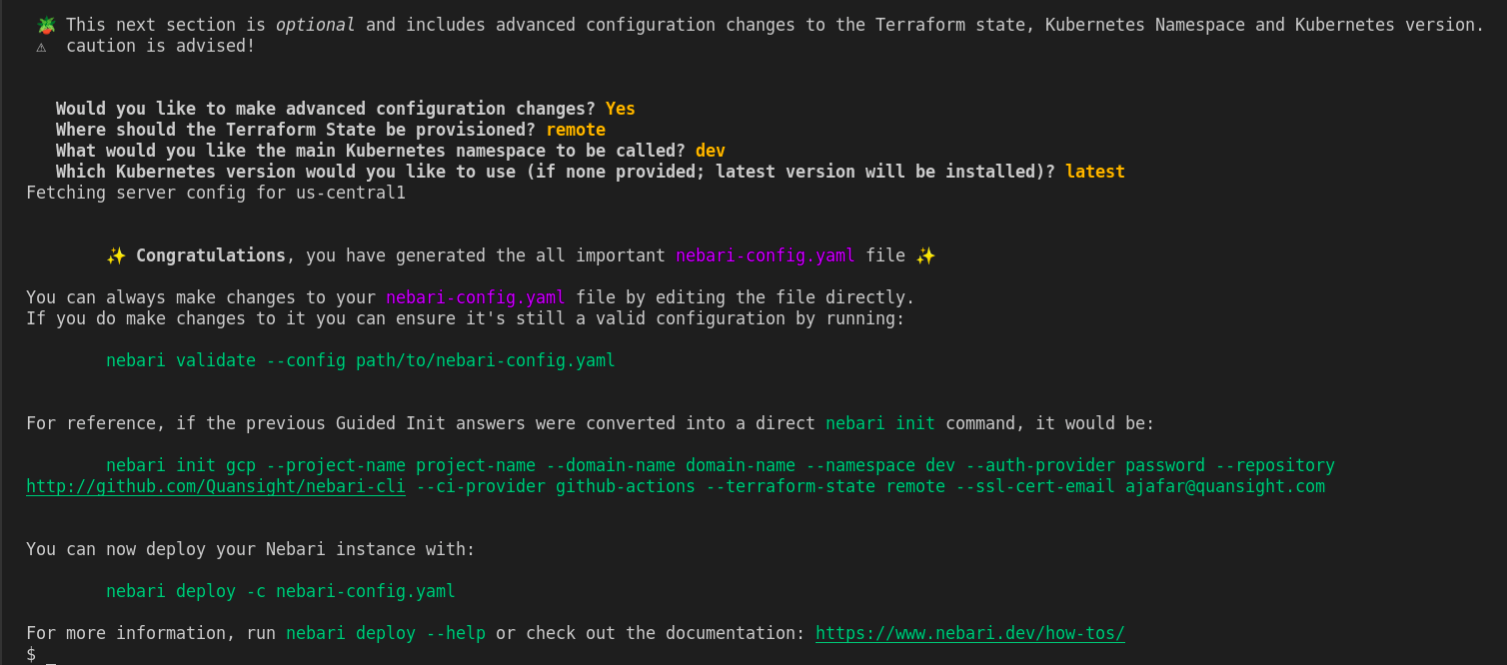 🪴 This next section is optional and includes advanced configuration changes to the Terraform state, Kubernetes Namespace and Kubernetes version.
⚠ caution is advised!
Would you like to make advanced configuration changes? Yes
Where should the Terraform State be provisioned? remote
What would you like the main Kubernetes namespace to be called? dev
Which Kubernetes version would you like to use (if none provided; latest version will be installed)? latest
Fetching server config for us-central1
✨ Congratulations, you have generated the all important nebari-config.yaml file ✨
You can always make changes to your nebari-config.yaml file by editing the file directly.
If you do make changes to it you can ensure it's still a valid configuration by running:
nebari validate --config path/to/nebari-config.yaml
For reference, if the previous Guided Init answers were converted into a direct nebari init command, it would be:
nebari init gcp --project-name project-name --domain-name domain-name --namespace dev --auth-provider password --repository
http://github.com/Quansight/nebari-cli --ci-provider github-actions --terraform-state remote --ssl-cert-email ajafar@quansight.com
You can now deploy your Nebari instance with:
nebari deploy -c nebari-config.yaml
For more information, run nebari deploy --help or check out the documentation: https://www.nebari.dev/how-tos/
$ _